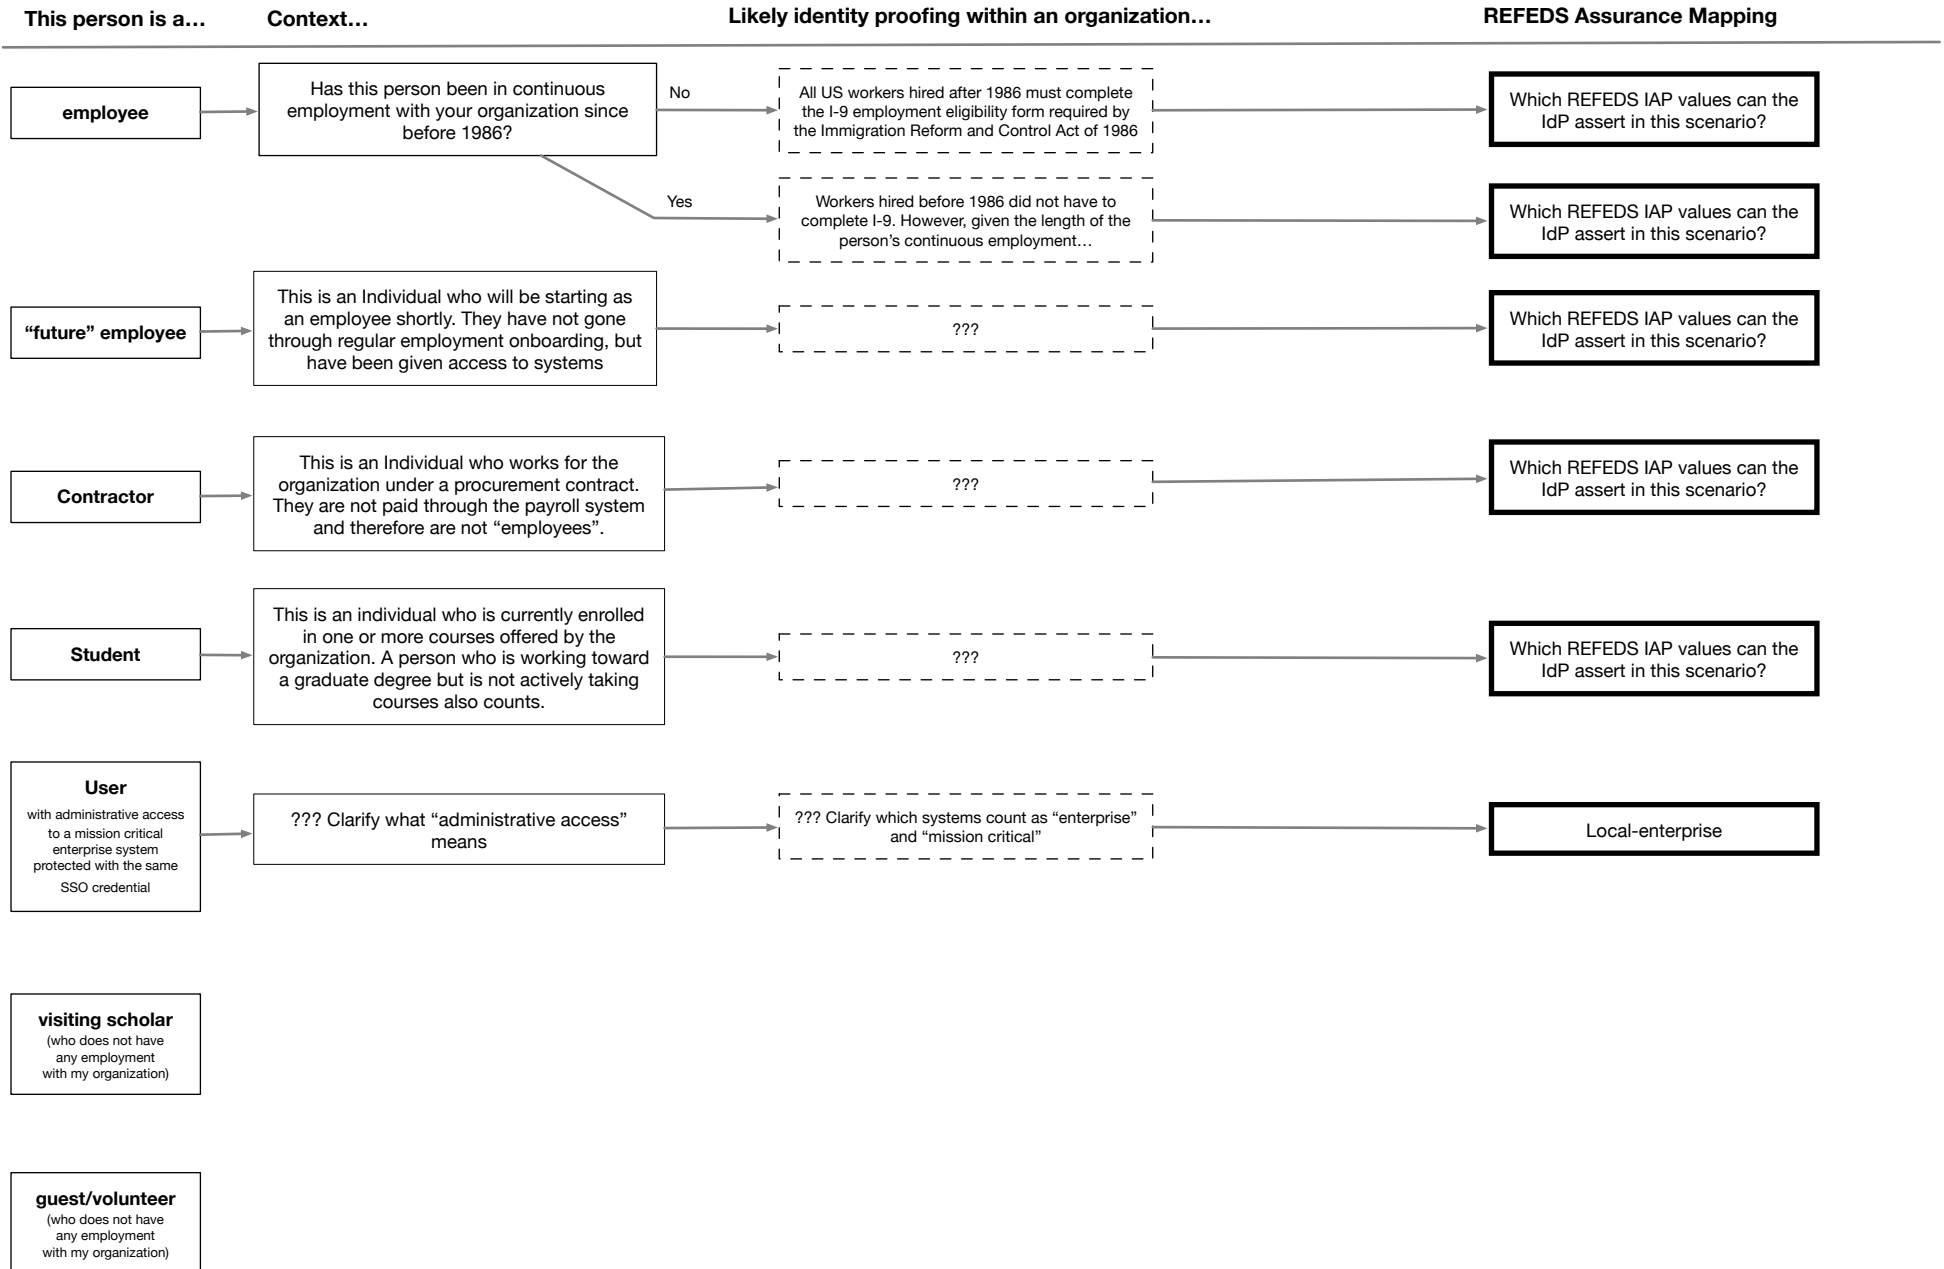 This person is a…
Context…
Likely identity proofing within an organization…
REFEDS Assurance Mapping
employee
Has this person been in continuous
employment with your organization since
before 1986?
No
All US workers hired after 1986 must complete
the I-9 employment eligibility form required by
the Immigration Reform and Control Act of 1986
Which REFEDS IAP values can the
IdP assert in this scenario?
Yes
Workers hired before 1986 did not have to
complete I-9. However, given the length of the
person’s continuous employment…
Which REFEDS IAP values can the
IdP assert in this scenario?
“future” employee
This is an Individual who will be starting as
an employee shortly. They have not gone
through regular employment onboarding, but
have been given access to systems
???
Which REFEDS IAP values can the
IdP assert in this scenario?
Contractor
This is an Individual who works for the
organization under a procurement contract.
They are not paid through the payroll system
and therefore are not “employees”.
???
Which REFEDS IAP values can the
IdP assert in this scenario?
Student
This is an individual who is currently enrolled
in one or more courses offered by the
organization. A person who is working toward
a graduate degree but is not actively taking
courses also counts.
???
Which REFEDS IAP values can the
IdP assert in this scenario?
User
with administrative access
to a mission critical
enterprise system
protected with the same
SSO credential
??? Clarify what “administrative access”
means
??? Clarify which systems count as “enterprise”
and “mission critical”
Local-enterprise
visiting scholar
(who does not have
any employment
with my organization)
guest/volunteer
(who does not have
any employment
with my organization)